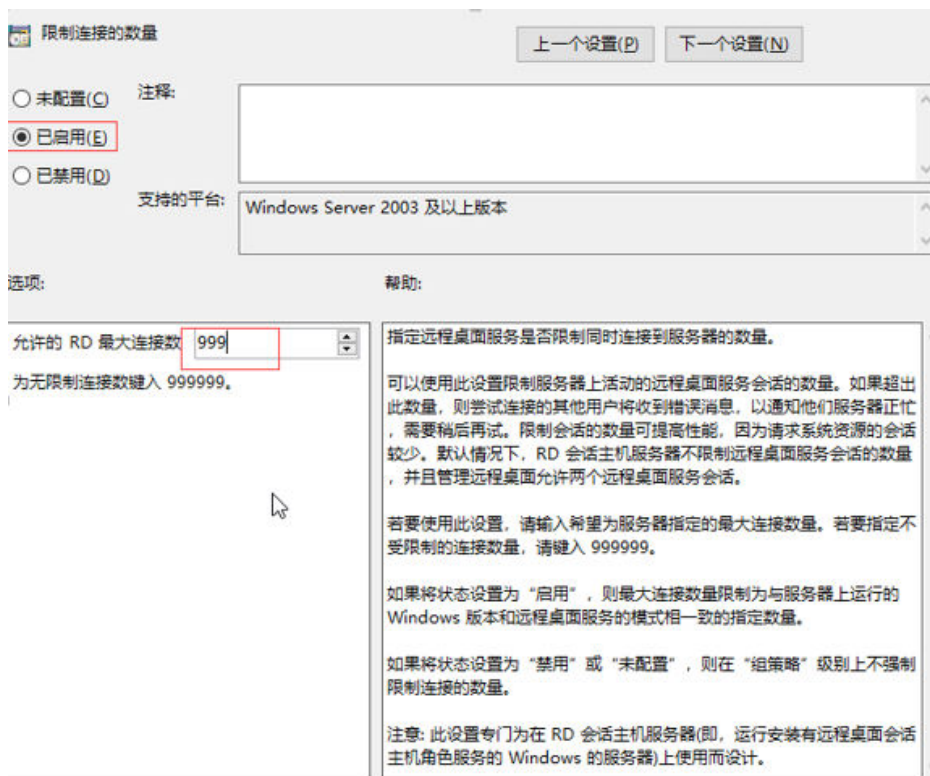 限制连接的数量
上一个设置(P)
下一个设置(N)
未配置(C)
注释:
已启用(E)
已禁用(D)
支持的平台:
Windows Server 2003 及以上版本
选项:
帮助:
允许的 RD 最大连接数
999
为无限制连接数键入 999999。
指定远程桌面服务是否限制同时连接到服务器的数量。
可以使用此设置限制服务器上活动的远程桌面服务会话的数量。如果超出
此数量，则尝试连接的其他用户将收到错误消息，以通知他们服务器正忙
，需要稍后再试。限制会话的数量可提高性能，因为请求系统资源的会话
较少。默认情况下，RD 会话主机服务器不限制远程桌面服务会话的数量
，并且管理远程桌面允许两个远程桌面服务会话。
若要使用此设置，请输入希望为服务器指定的最大连接数量。若要指定不
受限制的连接数量，请键入 999999。
如果将状态设置为“启用”，则最大连接数量限制为与服务器上运行的
Windows 版本和远程桌面服务的模式相一致的指定数量。
如果将状态设置为“禁用”或“未配置”，则在“组策略”级别上不强制
限制连接的数量。
注意: 此设置专门为在 RD 会话主机服务器(即，运行安装有远程桌面会话
主机角色服务的 Windows 的服务器)上使用而设计。